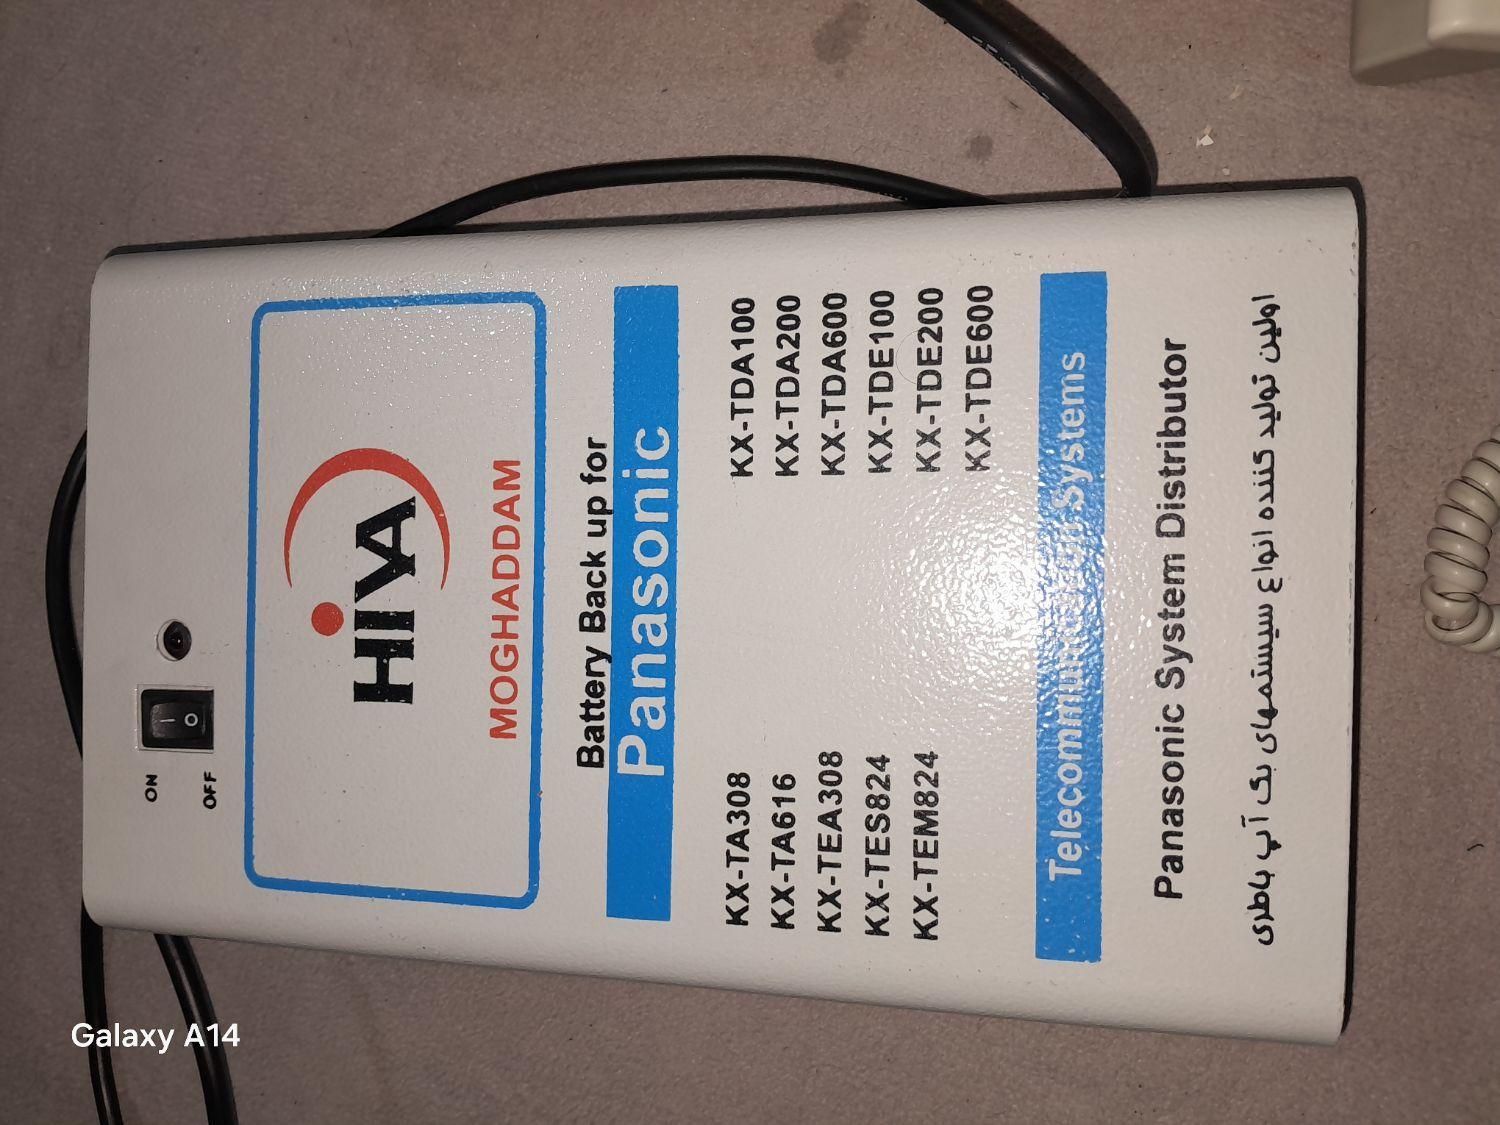 ON
OFF
HIVA
MOGHADDAM
Battery Back up for
Panasonic
KX-TA308 KX-TDA100
KX-TA616 KX-TDA200
KX-TEA308 KX-TDA600
KX-TES824 KX-TDE100
KX-TEM824 KX-TDE200
KX-TDE600
Telecommunication Systems
Panasonic System Distributor
اولین تولید کننده انواع سیستمهای بک آپ باطری
Galaxy A14